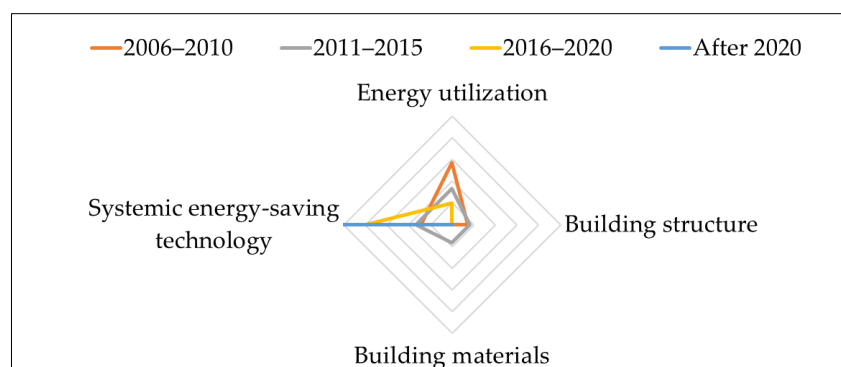 2006–2010 2011–2015 2016–2020 After 2020
Energy utilization
Systemic energy-saving
technology
Building structure
Building materials